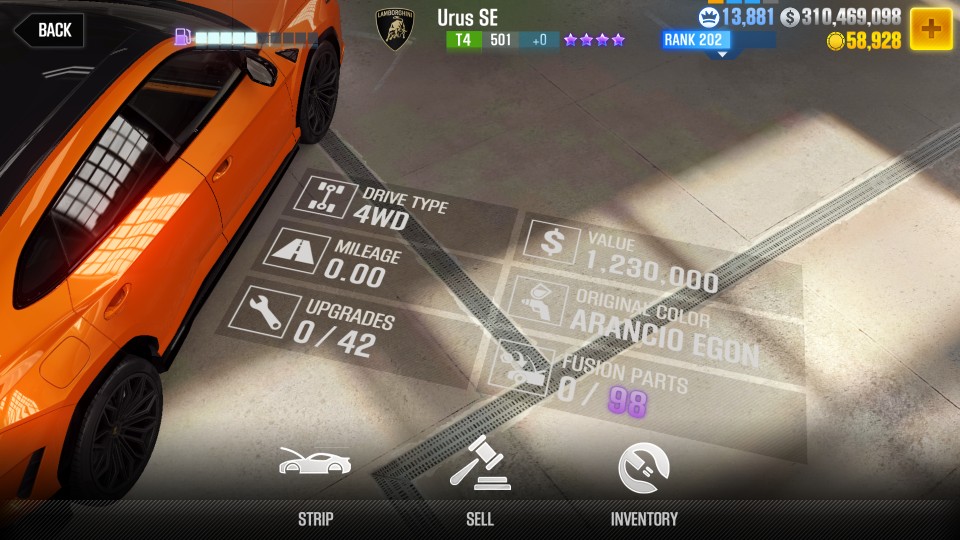 BACK
LAMBORGHINI
Urus SE
T4 501 +0
13,881 $ 310,469,098
RANK 202
58,928
DRIVE TYPE
4WD
MILEAGE
0.00
UPGRADES
0 / 42
$
VALUE
1,230,000
ORIGINAL COLOR
ARANCIO EGON
FUSION PARTS
0 / 98
STRIP
SELL
INVENTORY